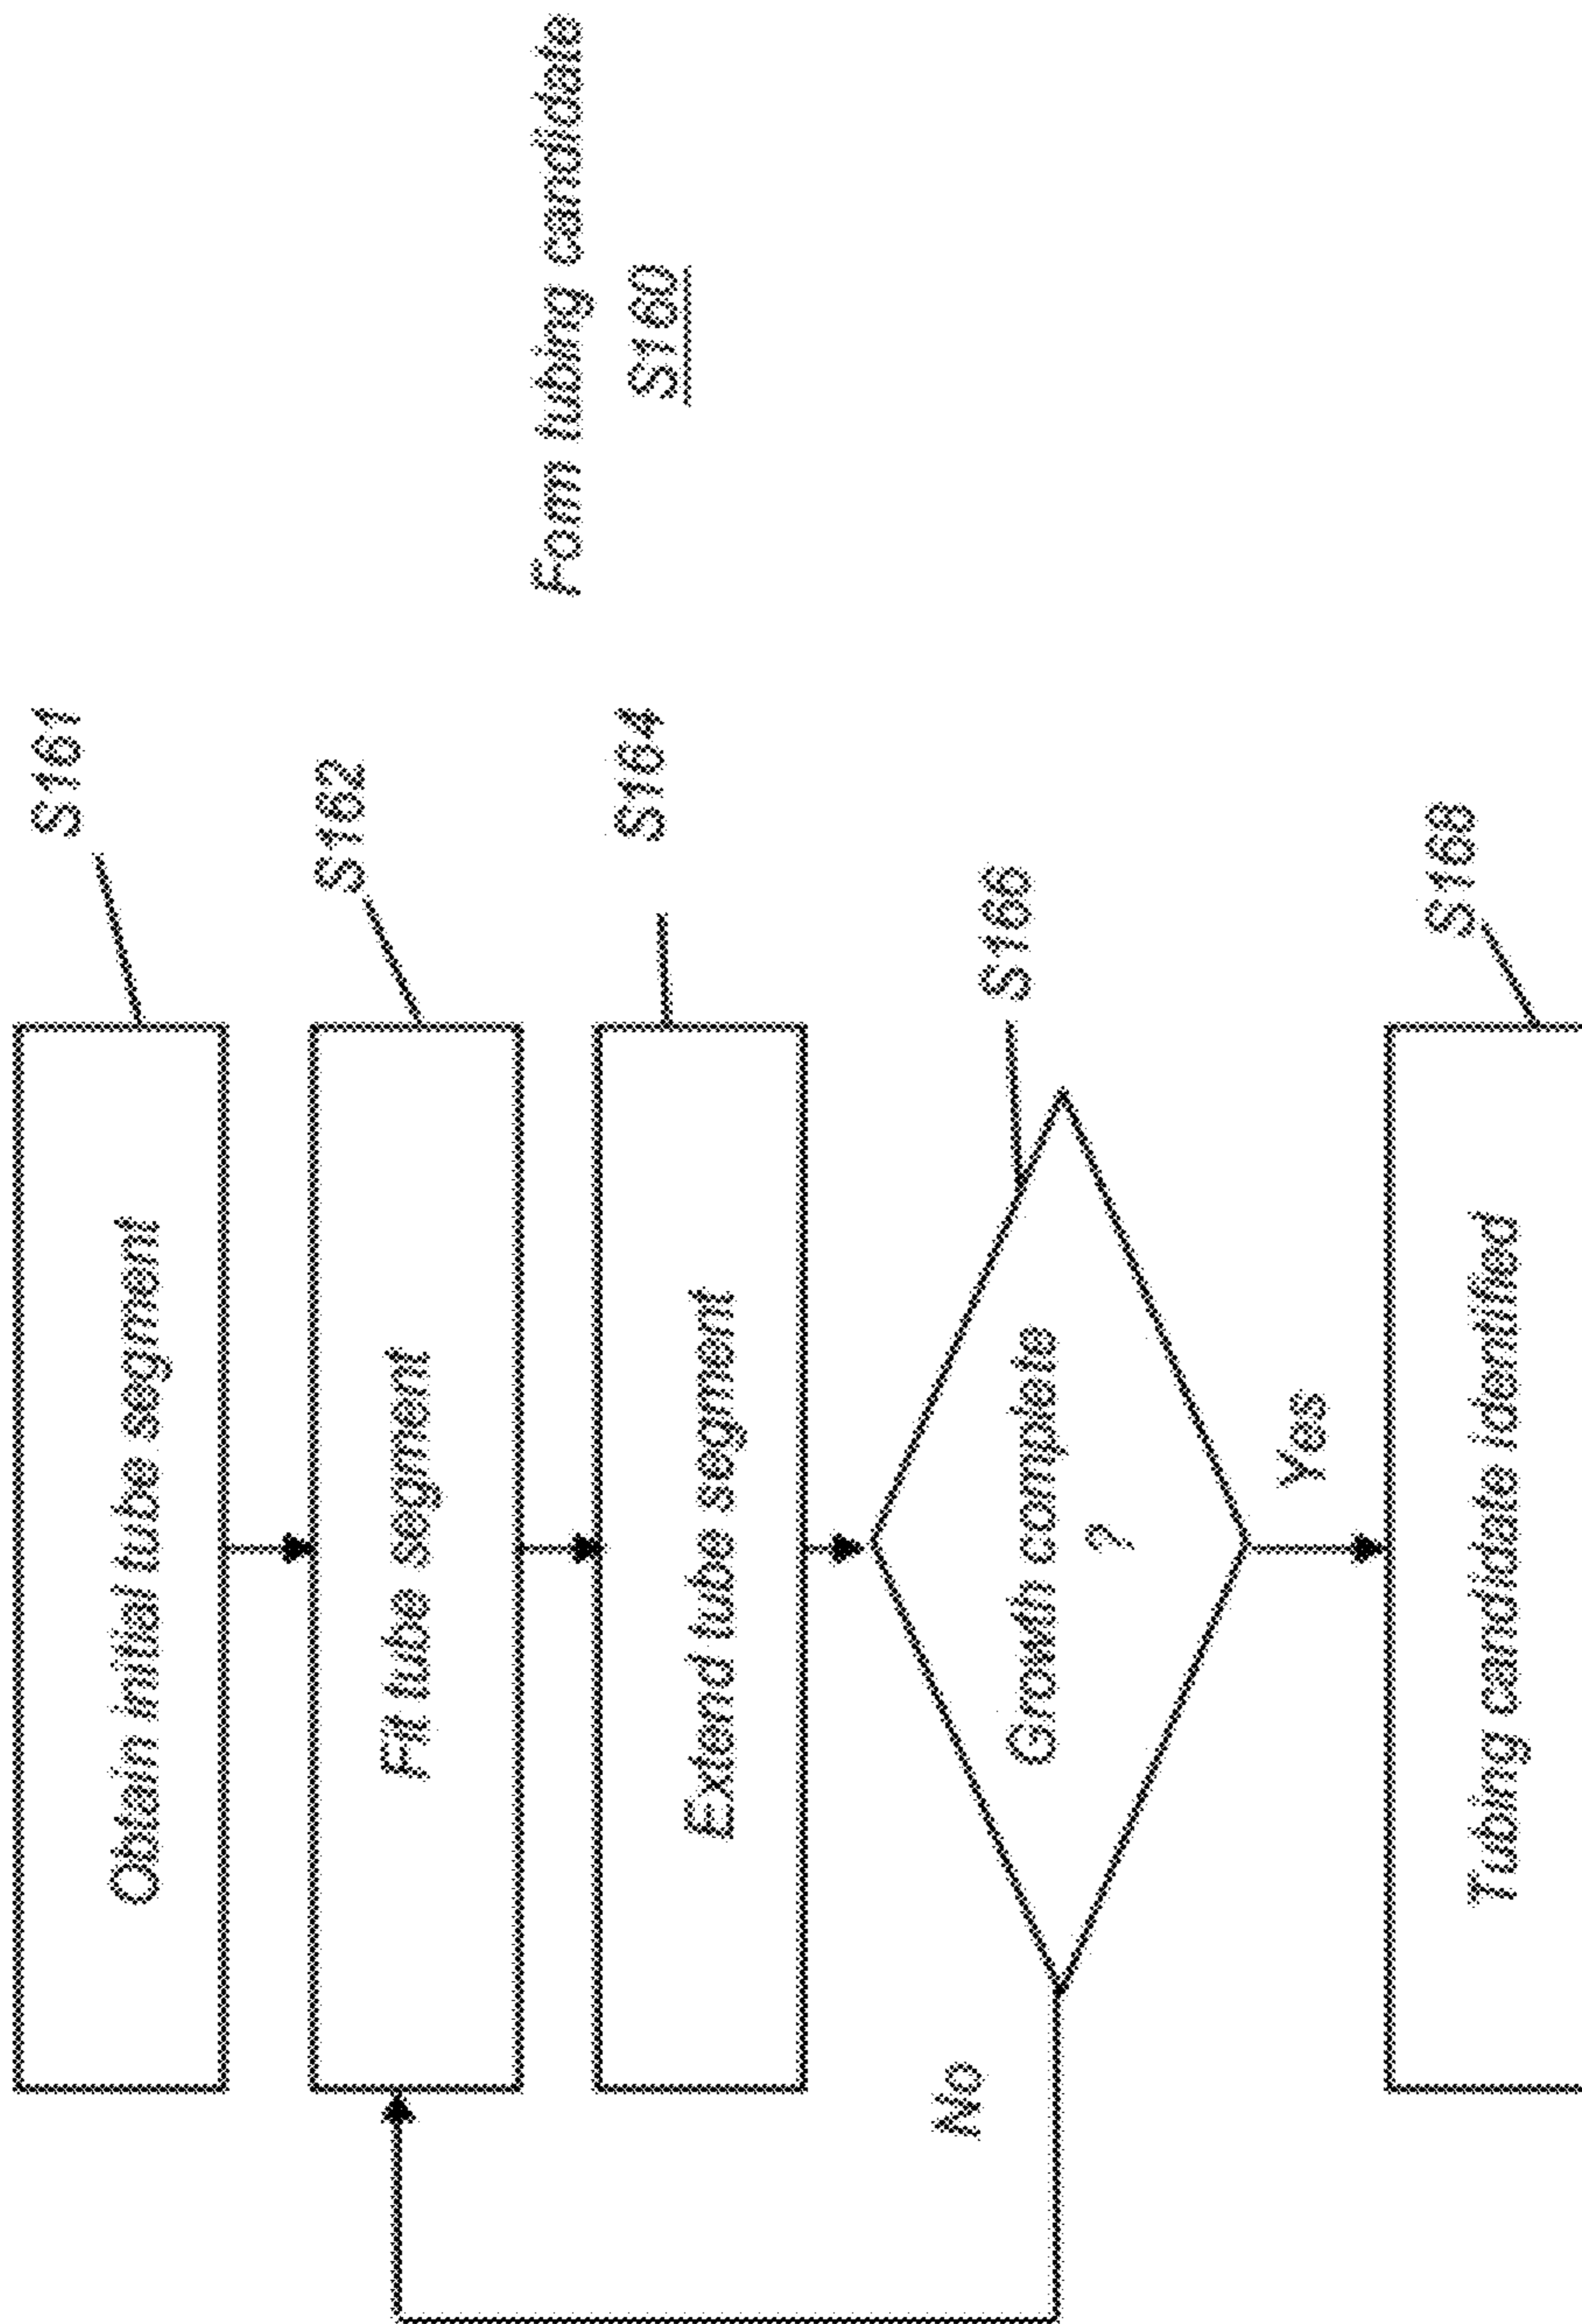 Obtain initial tube segment
S161
Fit tube segment
S162
Extend tube segment
S164
Form tubing candidate
S160
Growth complete
?
S166
No
Yes
Tubing candidate identified
S168